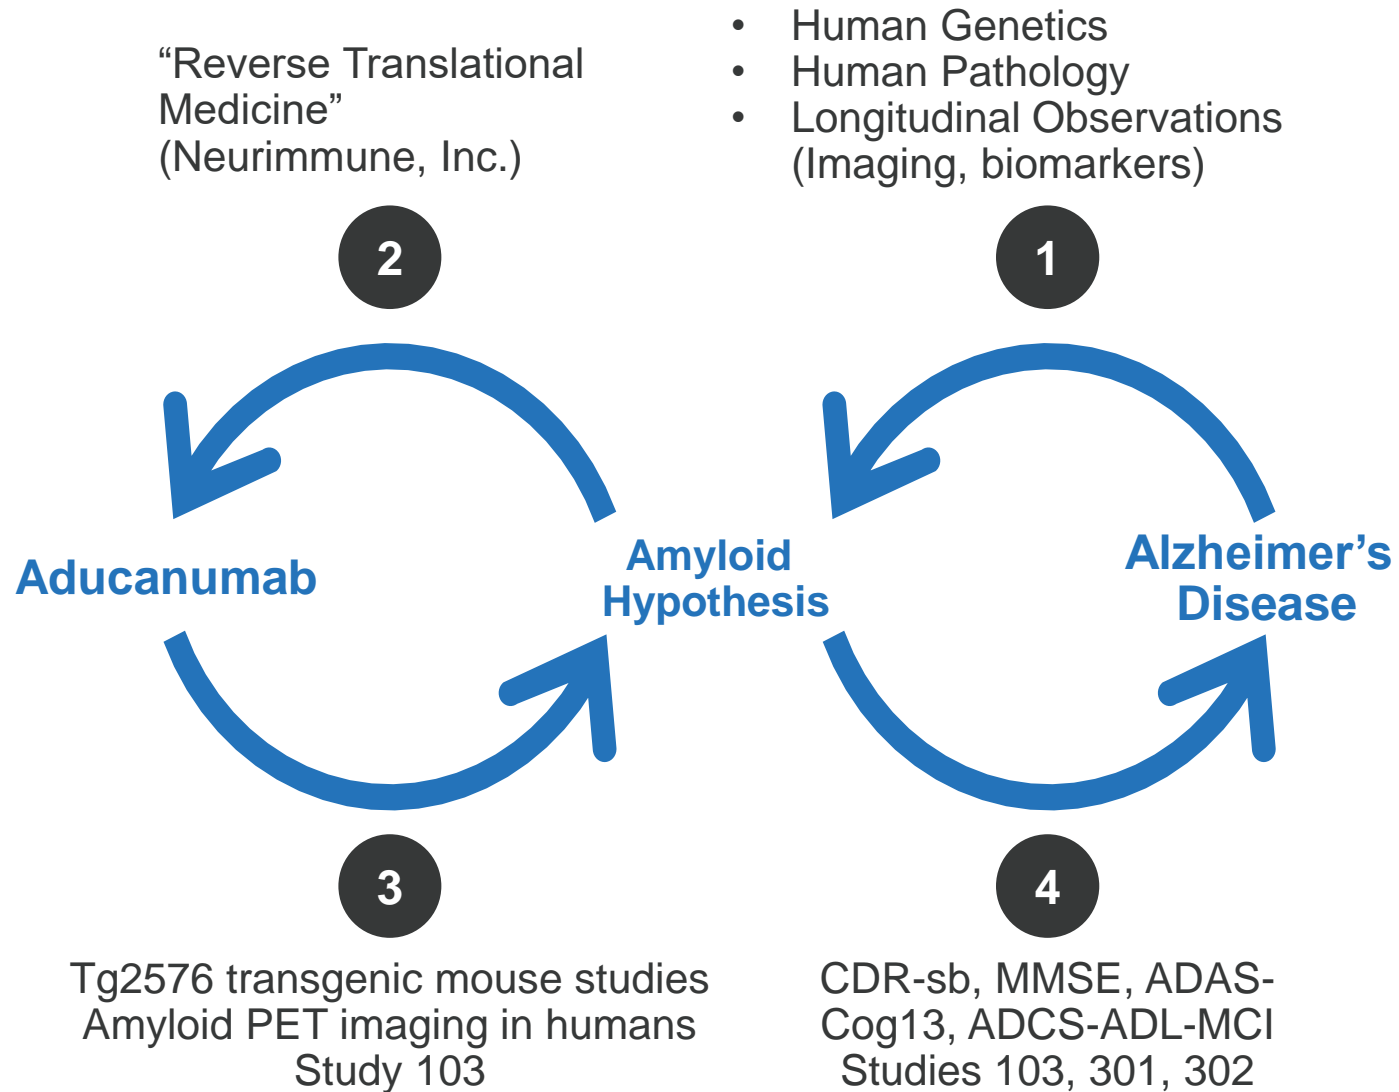 “Reverse Translational
Medicine”
(Neurimmune, Inc.)
• Human Genetics
• Human Pathology
• Longitudinal Observations
(Imaging, biomarkers)
2
1
Aducanumab
Amyloid
Hypothesis
Alzheimer’s
Disease
3
4
Tg2576 transgenic mouse studies
Amyloid PET imaging in humans
Study 103
CDR-sb, MMSE, ADAS-
Cog13, ADCS-ADL-MCI
Studies 103, 301, 302